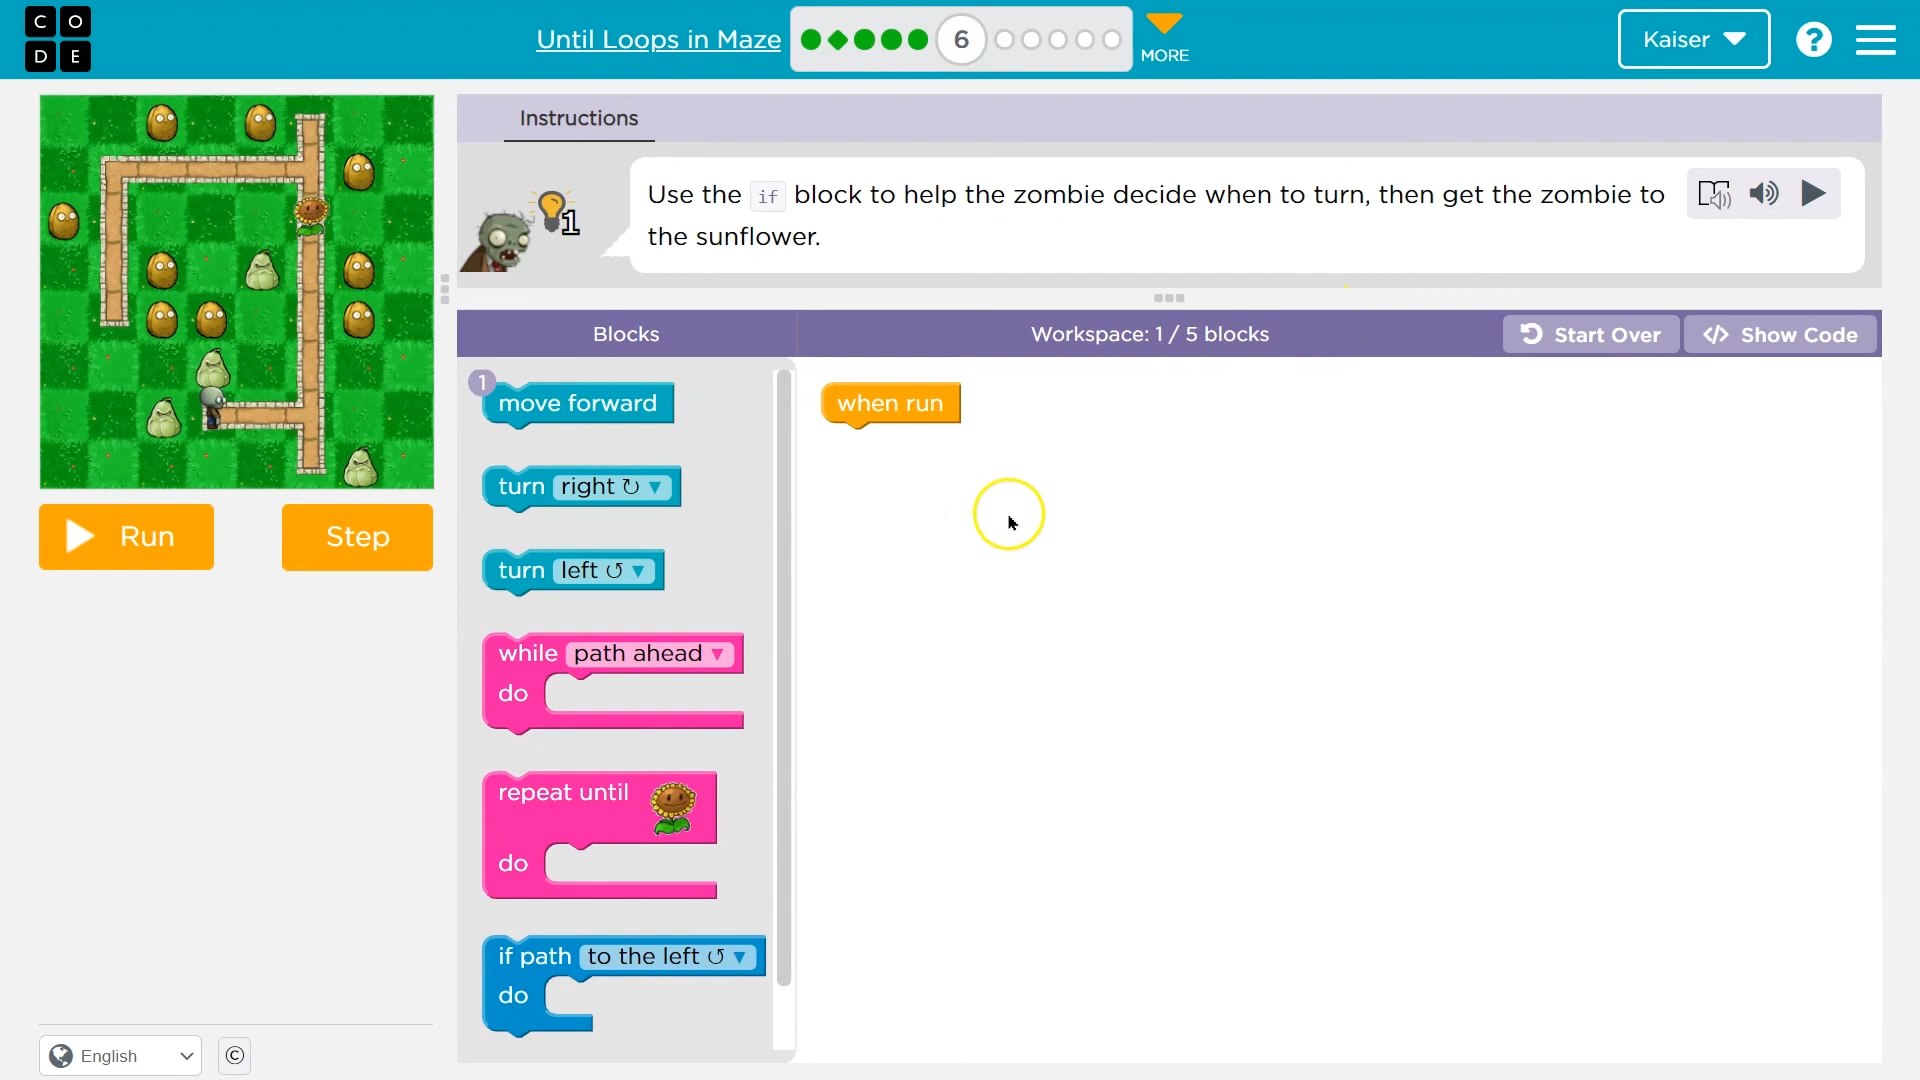 C O
D E
Until Loops in Maze
6
MORE
Kaiser
?
Instructions
1
Use the if block to help the zombie decide when to turn, then get the zombie to
the sunflower.
Blocks
Workspace: 1 / 5 blocks
Start Over
Show Code
1
move forward
when run
turn right ↻ ▼
turn left ↺ ▼
while path ahead ▼
do
repeat until
do
if path to the left ↺ ▼
do
Run
Step
English
©